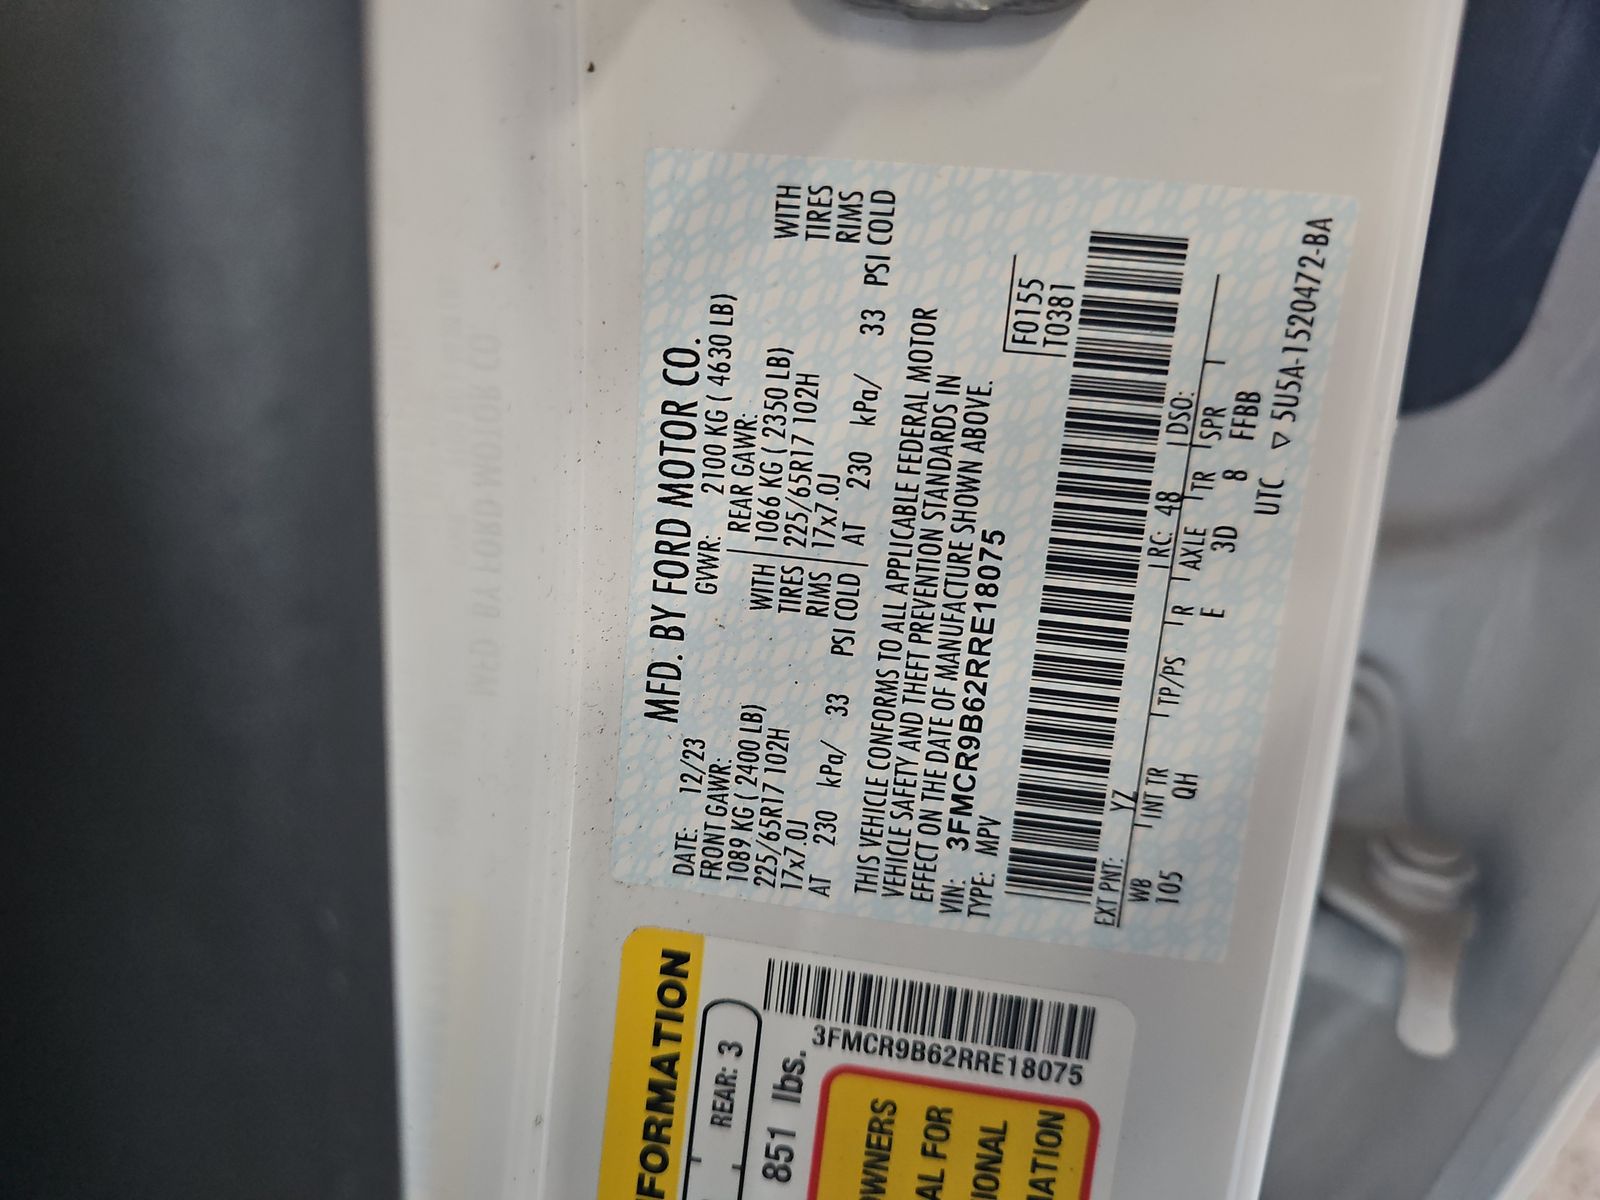 MFD. BY FORD MOTOR CO.
DATE: 12/23 GVWR: 2100 KG ( 4630 LB)
FRONT GAWR: REAR GAWR:
1089 KG ( 2400 LB) WITH 1066 KG ( 2350 LB) WITH
225/65R17 102H TIRES 225/65R17 102H TIRES
17x7.0J RIMS 17x7.0J RIMS
AT 230 kPa/ 33 PSI COLD AT 230 kPa/ 33 PSI COLD
THIS VEHICLE CONFORMS TO ALL APPLICABLE FEDERAL MOTOR
VEHICLE SAFETY AND THEFT PREVENTION STANDARDS IN
EFFECT ON THE DATE OF MANUFACTURE SHOWN ABOVE.
VIN: 3FMCR9B62RRE18075
TYPE: MPV
F0155
T0381
EXT PNT: YZ RC: 48 DSO:
WB INT TR TP/PS R AXLE TR SPR
105 QH E 3D 8 FFBB
UTC ▽ 5U5A-1520472-BA
FORMATION
REAR: 3
851 lbs.
3FMCR9B62RRE18075
OWNERS
AL FOR
IONAL
MATION